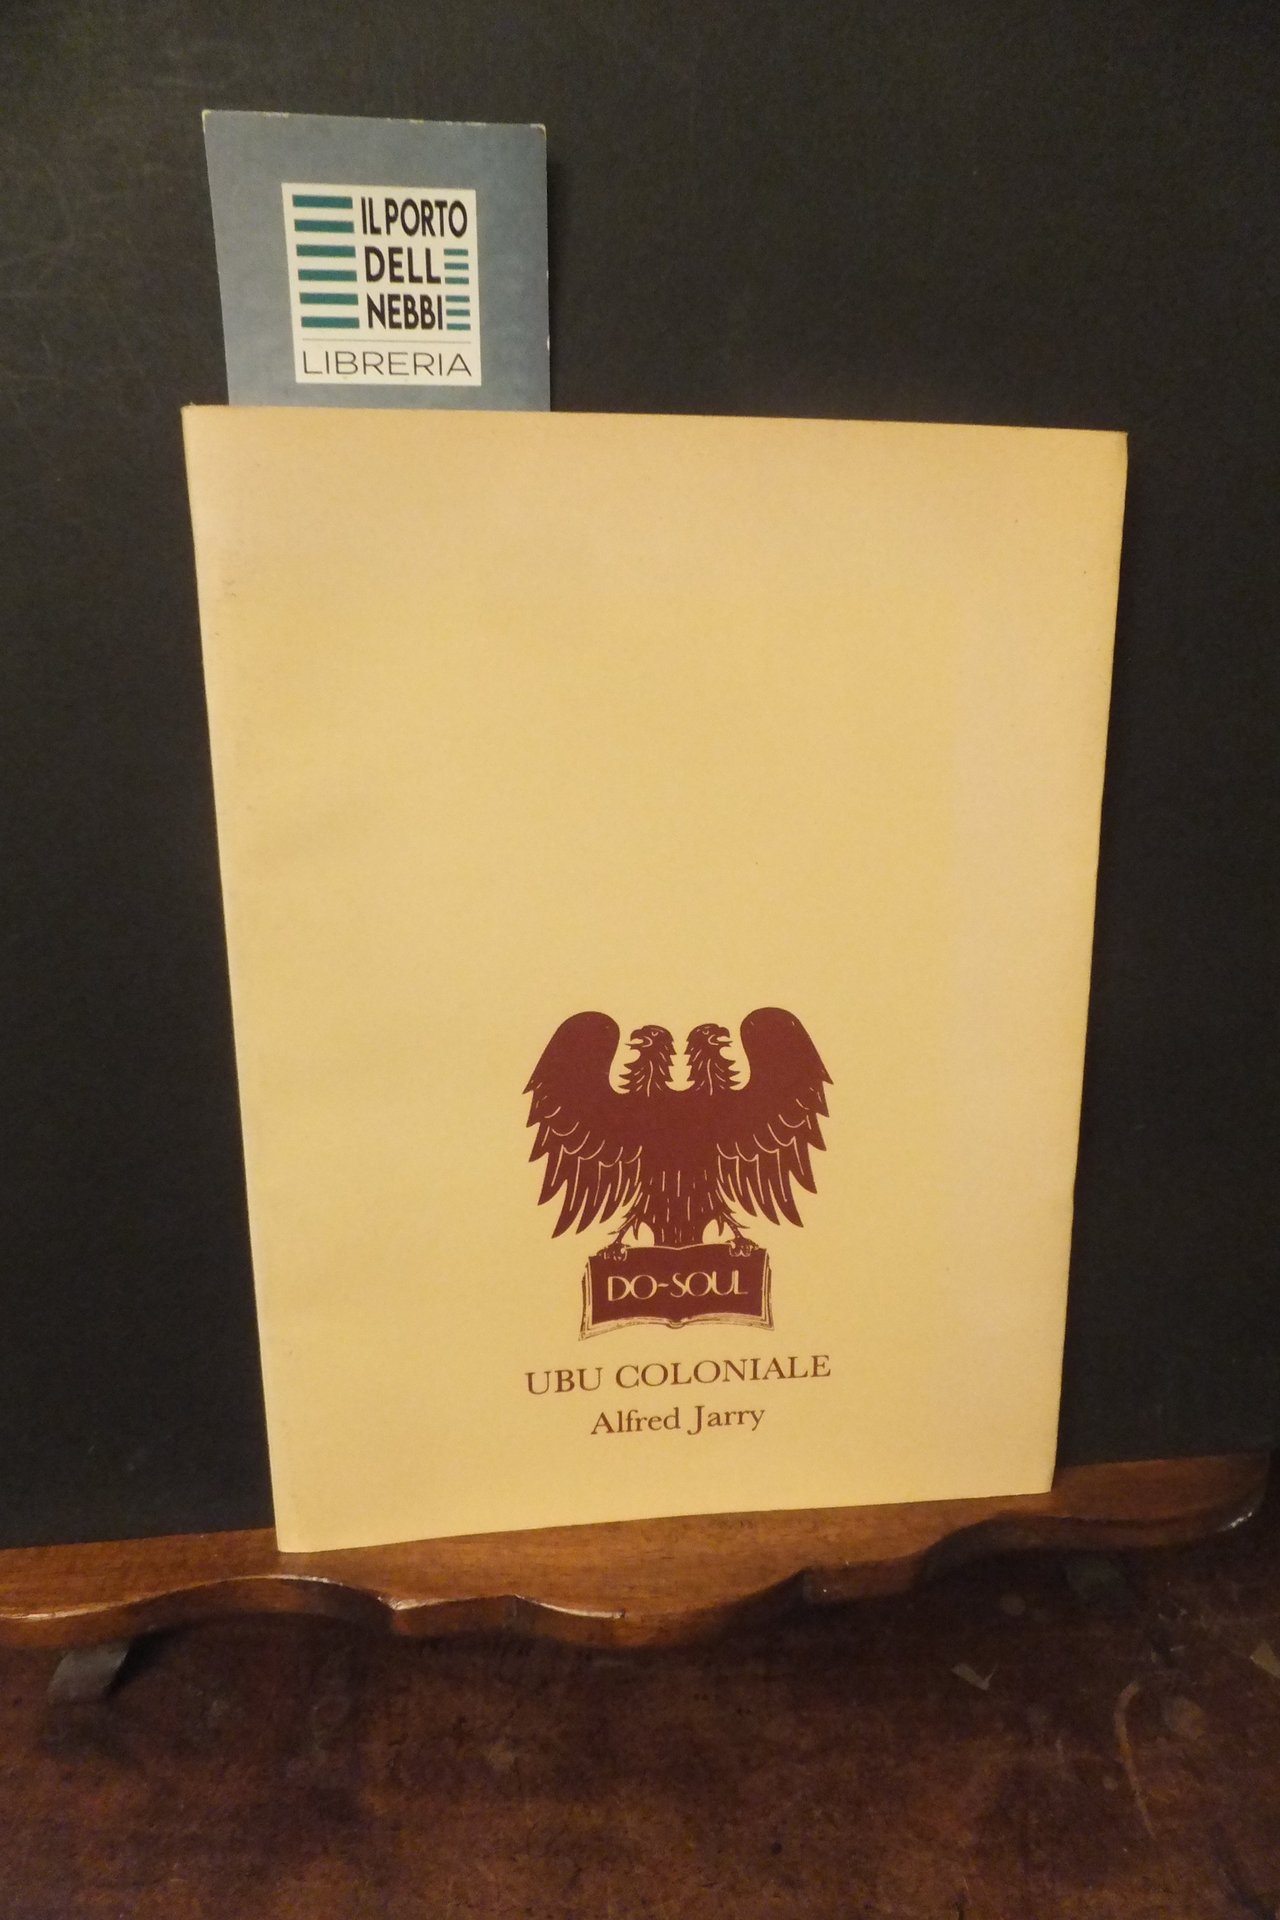 IL PORTO
DELLE
NEBBIE
LIBRERIA
DO-SOUL
UBU COLONIALE
Alfred Jarry